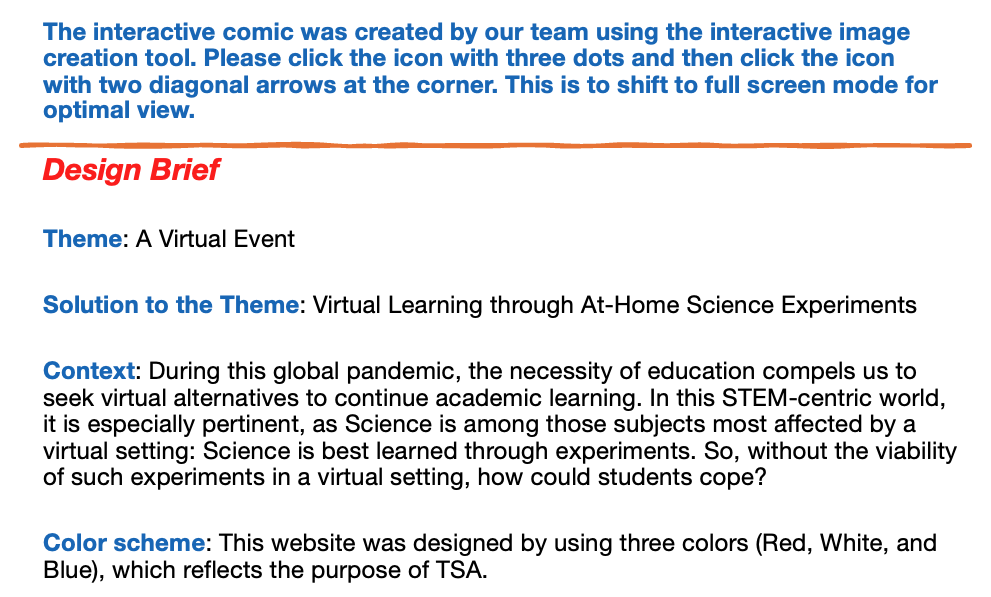 The interactive comic was created by our team using the interactive image
creation tool. Please click the icon with three dots and then click the icon
with two diagonal arrows at the corner. This is to shift to full screen mode for
optimal view.
Design Brief
Theme: A Virtual Event
Solution to the Theme: Virtual Learning through At-Home Science Experiments
Context: During this global pandemic, the necessity of education compels us to
seek virtual alternatives to continue academic learning. In this STEM-centric world,
it is especially pertinent, as Science is among those subjects most affected by a
virtual setting: Science is best learned through experiments. So, without the viability
of such experiments in a virtual setting, how could students cope?
Color scheme: This website was designed by using three colors (Red, White, and
Blue), which reflects the purpose of TSA.